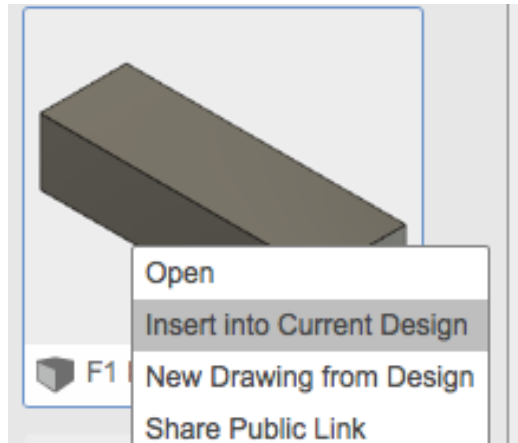 Open
Insert into Current Design
F1
New Drawing from Design
Share Public Link